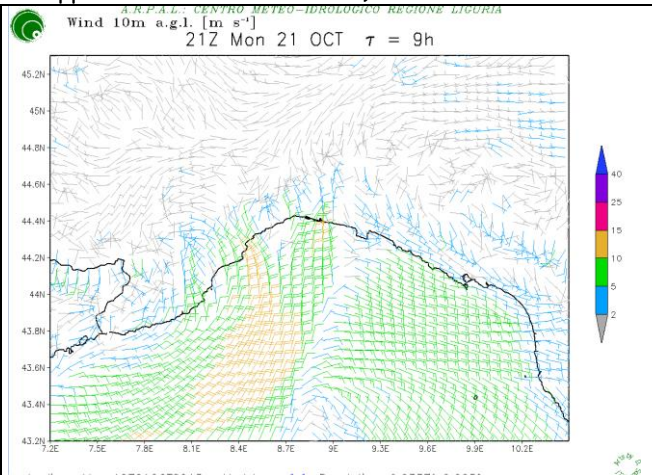 A.R.P.A.L.: CENTRO METEO-IDROLOGICO REGIONE LIGURIA
Wind 10m a.g.l. [m s⁻¹]
21Z Mon 21 OCT τ = 9h
45.2N
45N
44.8N
44.6N
44.4N
44.2N
44N
43.8N
43.6N
43.4N
43.2N
7.2E 7.5E 7.8E 8.1E 8.4E 8.7E 9E 9.3E 9.6E 9.9E 10.2E
40
25
15
10
5
2